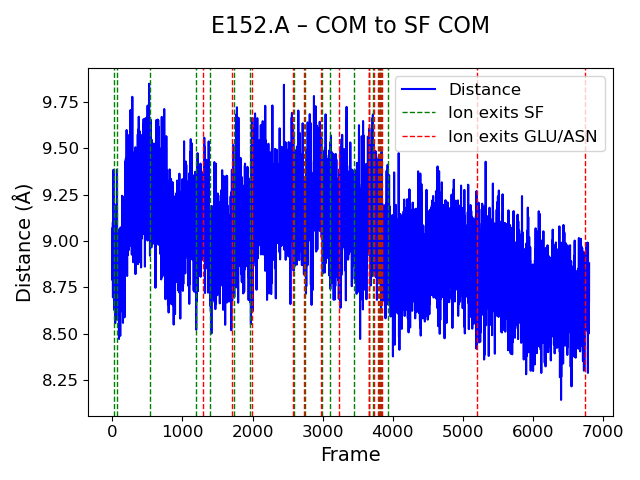 E152.A – COM to SF COM
Distance
Ion exits SF
Ion exits GLU/ASN
9.75
9.50
9.25
9.00
8.75
8.50
8.25
Distance (Å)
0 1000 2000 3000 4000 5000 6000 7000
Frame